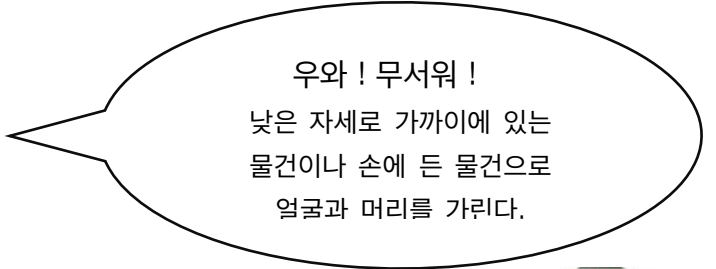 우와 ! 무서워 !
낮은 자세로 가까이에 있는
물건이나 손에 든 물건으로
얼굴과 머리를 가린다.